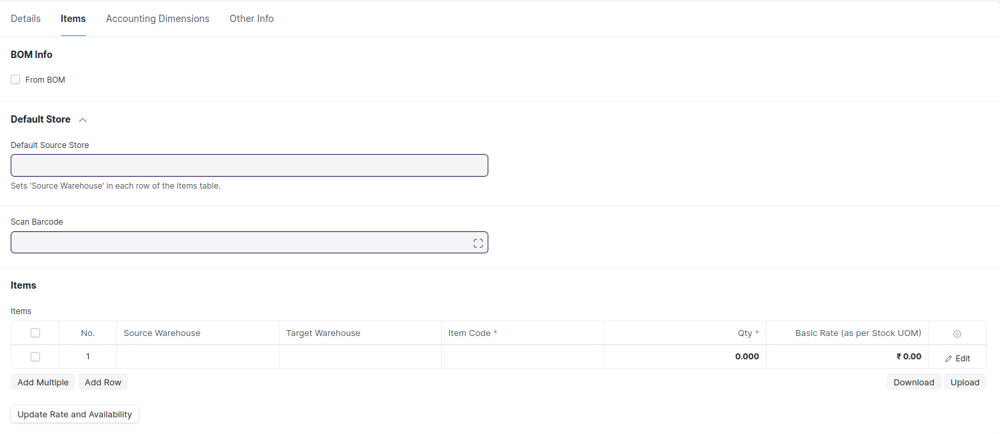 Details Items Accounting Dimensions Other Info
BOM Info
From BOM
Default Store
Default Source Store
Sets 'Source Warehouse' in each row of the items table.
Scan Barcode
Items
Items
No. Source Warehouse Target Warehouse Item Code * Qty * Basic Rate (as per Stock UOM)
1 0.000 ₹ 0.00 Edit
Add Multiple Add Row Download Upload
Update Rate and Availability